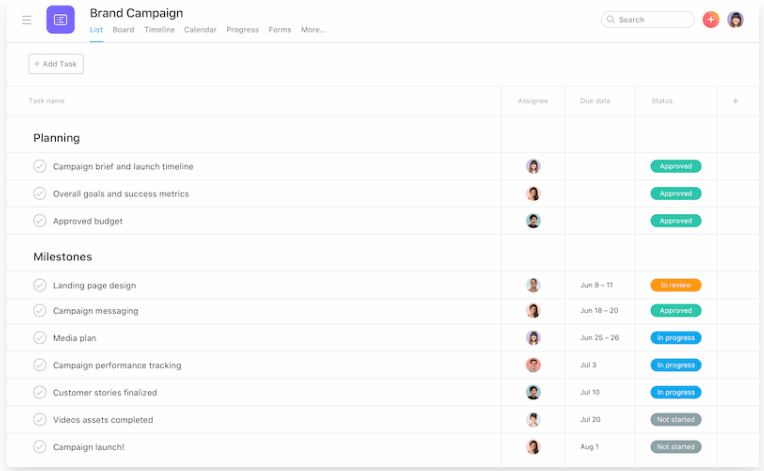 Brand Campaign
List Board Timeline Calendar Progress Forms More...
Search
+
+ Add Task
Task name Assignee Due date Status +
Planning
Campaign brief and launch timeline Approved
Overall goals and success metrics Approved
Approved budget Approved
Milestones
Landing page design Jun 9 – 11 In review
Campaign messaging Jun 18 – 20 Approved
Media plan Jun 25 – 26 In progress
Campaign performance tracking Jul 3 In progress
Customer stories finalized Jul 10 In progress
Videos assets completed Jul 20 Not started
Campaign launch! Aug 1 Not started